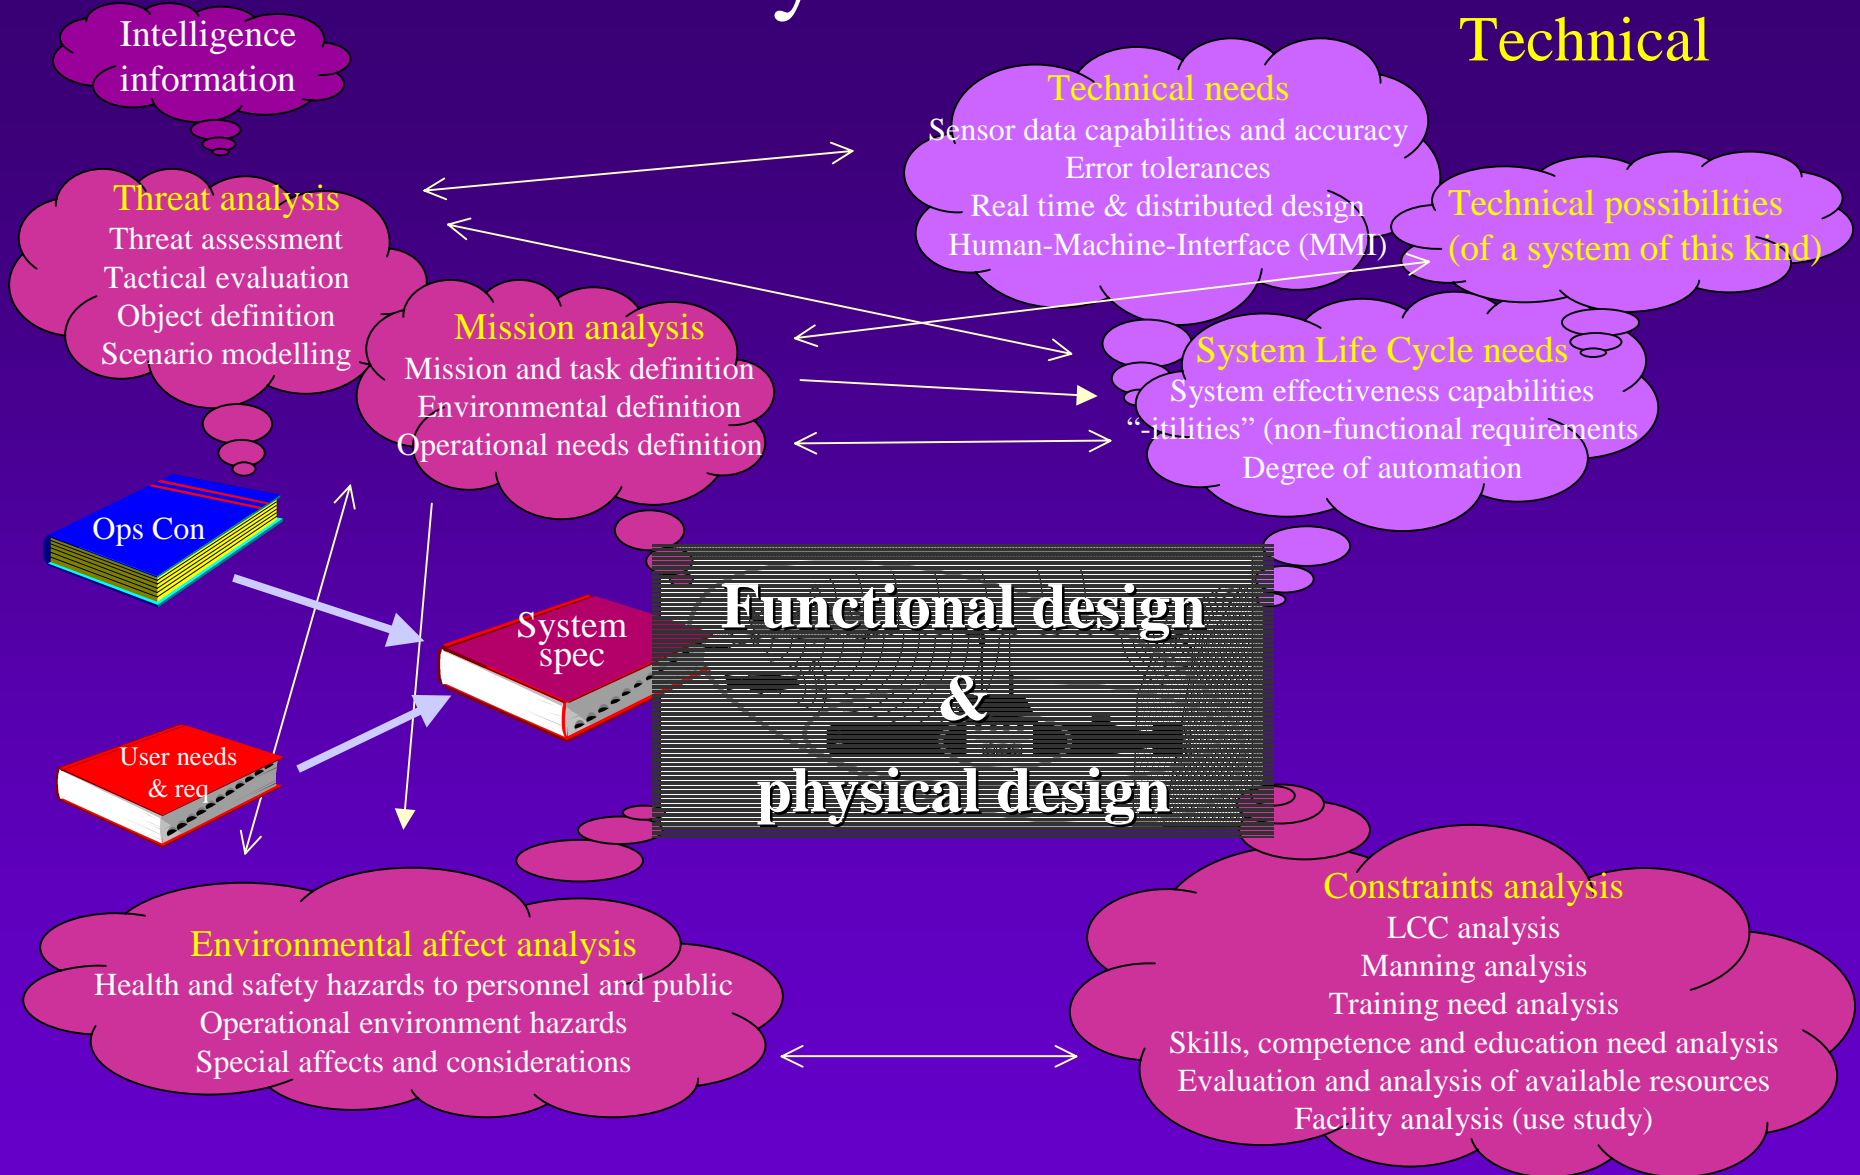 y
Technical
Intelligence
information
Technical needs
Sensor data capabilities and accuracy
Error tolerances
Real time & distributed design
Human-Machine-Interface (MMI)
Technical possibilities
(of a system of this kind)
Threat analysis
Threat assessment
Tactical evaluation
Object definition
Scenario modelling
Mission analysis
Mission and task definition
Environmental definition
Operational needs definition
System Life Cycle needs
System effectiveness capabilities
“-itilities” (non-functional requirements
Degree of automation
Ops Con
System
spec
User needs
& req
Functional design
&
physical design
Environmental affect analysis
Health and safety hazards to personnel and public
Operational environment hazards
Special affects and considerations
Constraints analysis
LCC analysis
Manning analysis
Training need analysis
Skills, competence and education need analysis
Evaluation and analysis of available resources
Facility analysis (use study)